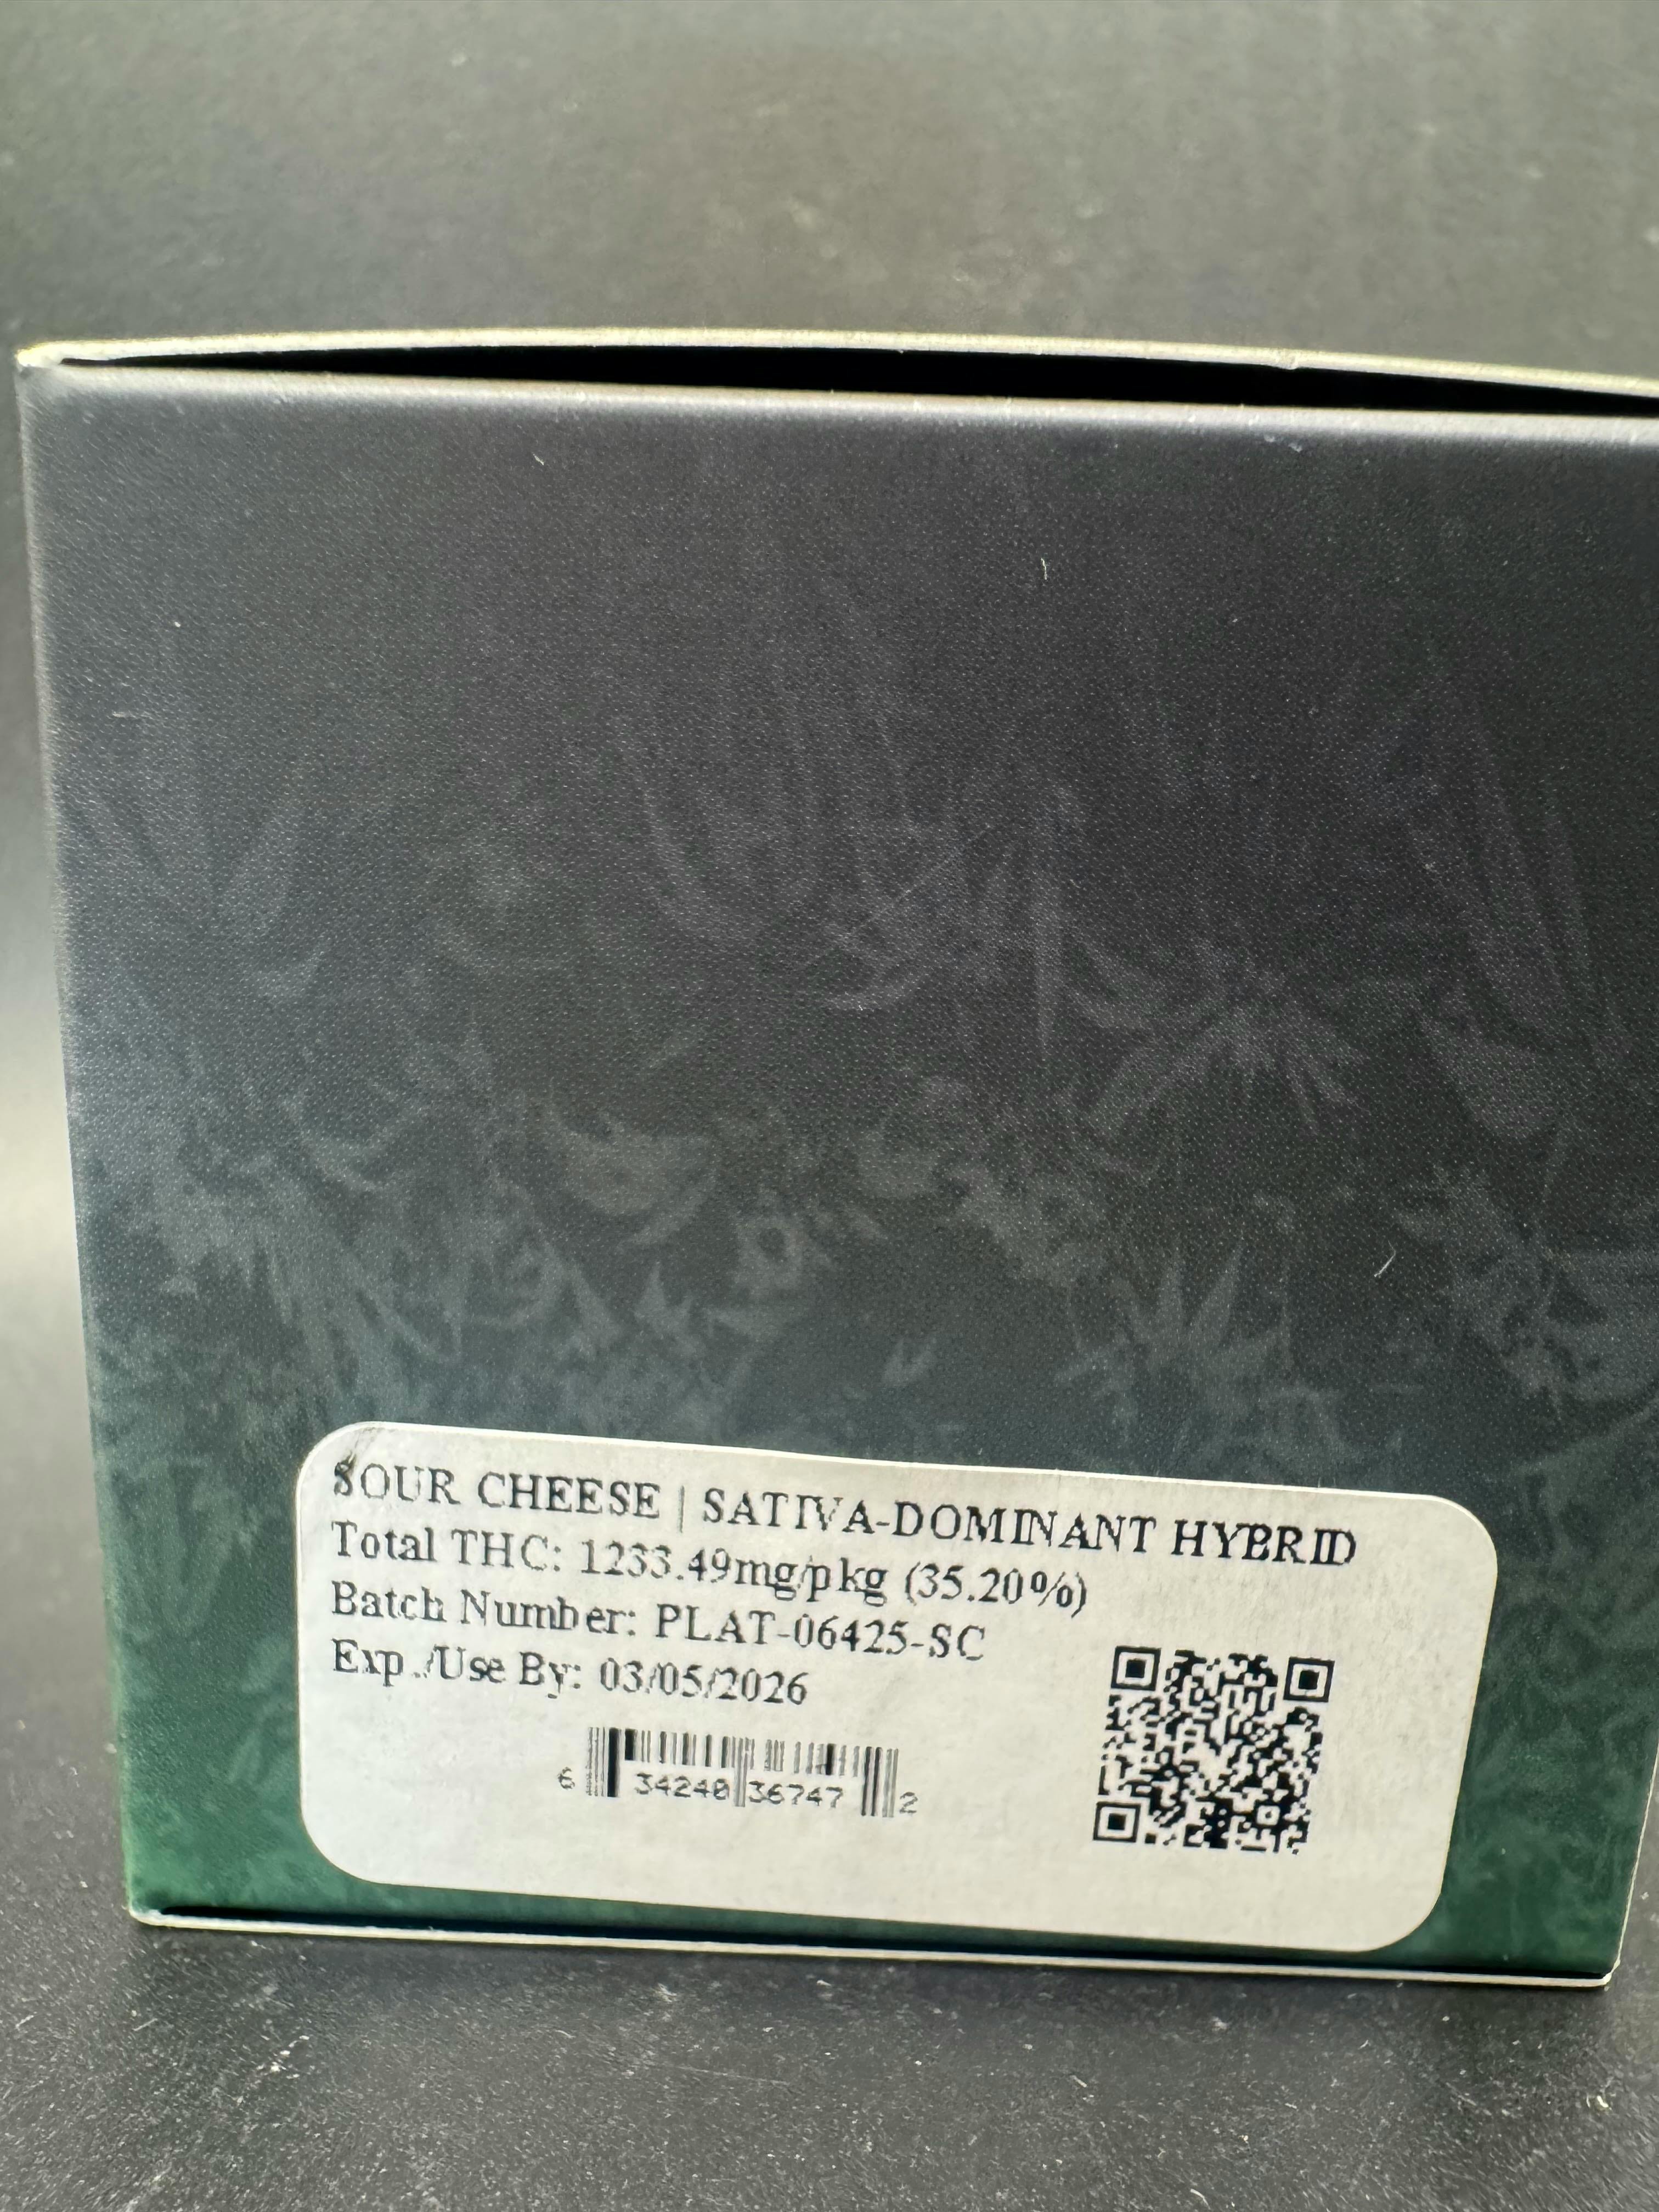 SOUR CHEESE | SATIVA-DOMINANT HYBRID
Total THC: 1233.49mg/pkg (35.20%)
Batch Number: PLAT-06425-SC
Exp./Use By: 03/05/2026
6 34240 36747 2